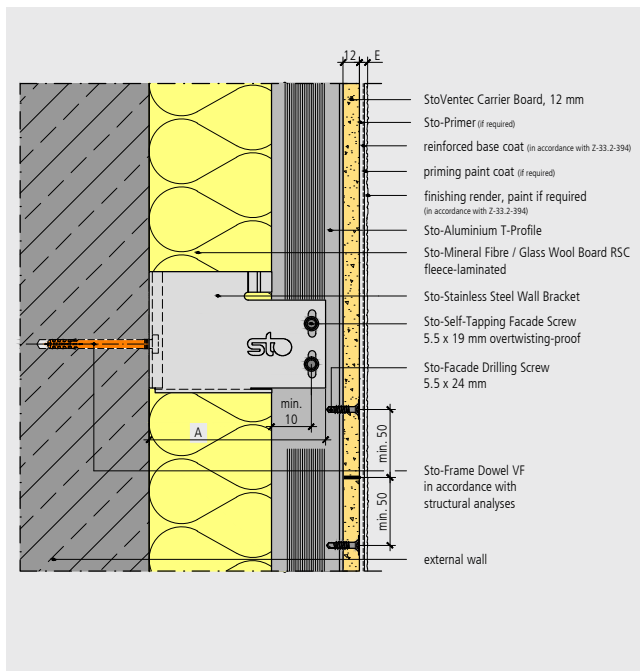 12 E
StoVentec Carrier Board, 12 mm
Sto-Primer (if required)
reinforced base coat (in accordance with Z-33.2-394)
priming paint coat (if required)
finishing render, paint if required
(in accordance with Z-33.2-394)
Sto-Aluminium T-Profile
Sto-Mineral Fibre / Glass Wool Board RSC
fleece-laminated
Sto-Stainless Steel Wall Bracket
Sto-Self-Tapping Facade Screw
5.5 x 19 mm overtwisting-proof
sto
Sto-Facade Drilling Screw
5.5 x 24 mm
min.
10
A
min. 50
Sto-Frame Dowel VF
in accordance with
structural analyses
min. 50
external wall